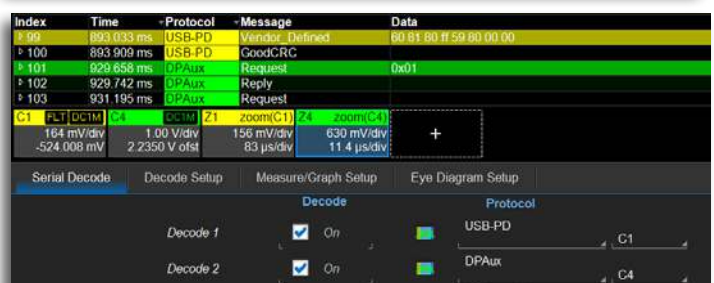 Index Time Protocol Message Data
99 893.033 ms USB-PD Vendor_Defined 60 81 80 ff 59 80 00 00
100 893.909 ms USB-PD GoodCRC
101 929.658 ms DPAux Request 0x01
102 929.742 ms DPAux Reply
103 931.195 ms DPAux Request
C1 FLT DC1M C4 DC1M Z1 zoom(C1) Z4 zoom(C4)
164 mV/div 1.00 V/div 156 mV/div 630 mV/div +
-524.008 mV 2.2350 V ofst 83 µs/div 11.4 µs/div
Serial Decode Decode Setup Measure/Graph Setup Eye Diagram Setup
Decode Protocol
Decode 1 On USB-PD C1
Decode 2 On DPAux C4